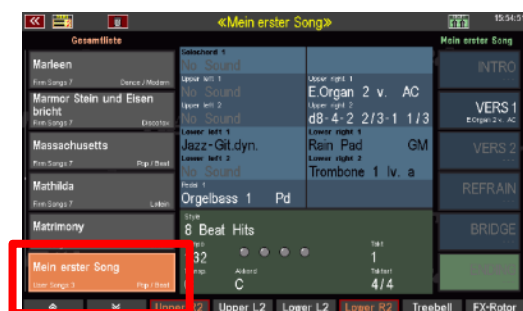 «Mein erster Song»
15:54:5
Gesamtliste
Mein erster Song
Marleen
Firm Songs 7 Dance / Modern
Marmor Stein und Eisen
bricht
Firm Songs 7 Discofox
Massachusetts
Firm Songs 7 Pop / Beat
Mathilda
Firm Songs 7 Latein
Matrimony
Mein erster Song
User Songs 3 Pop / Beat
Solochord 1
No Sound
Upper left 1
No Sound
Upper left 2
No Sound
Lower left 1
Jazz-Git.dyn.
Lower left 2
No Sound
Pedal 1
Orgelbass 1 Pd
Upper right 1
E.Organ 2 v. AC
Upper right 2
d8-4-2 2/3-1 1/3
Lower right 1
Rain Pad GM
Lower right 2
Trombone 1 lv. a
Style
8 Beat Hits
Takt
1
Akkord
C
Taktart
4/4
INTRO
VERS 1
E.Organ 2 v. AC
VERS 2
REFRAIN
BRIDGE
Upper R2 Upper L2 Lower L2 Lower R2 Treebell FX-Rotor